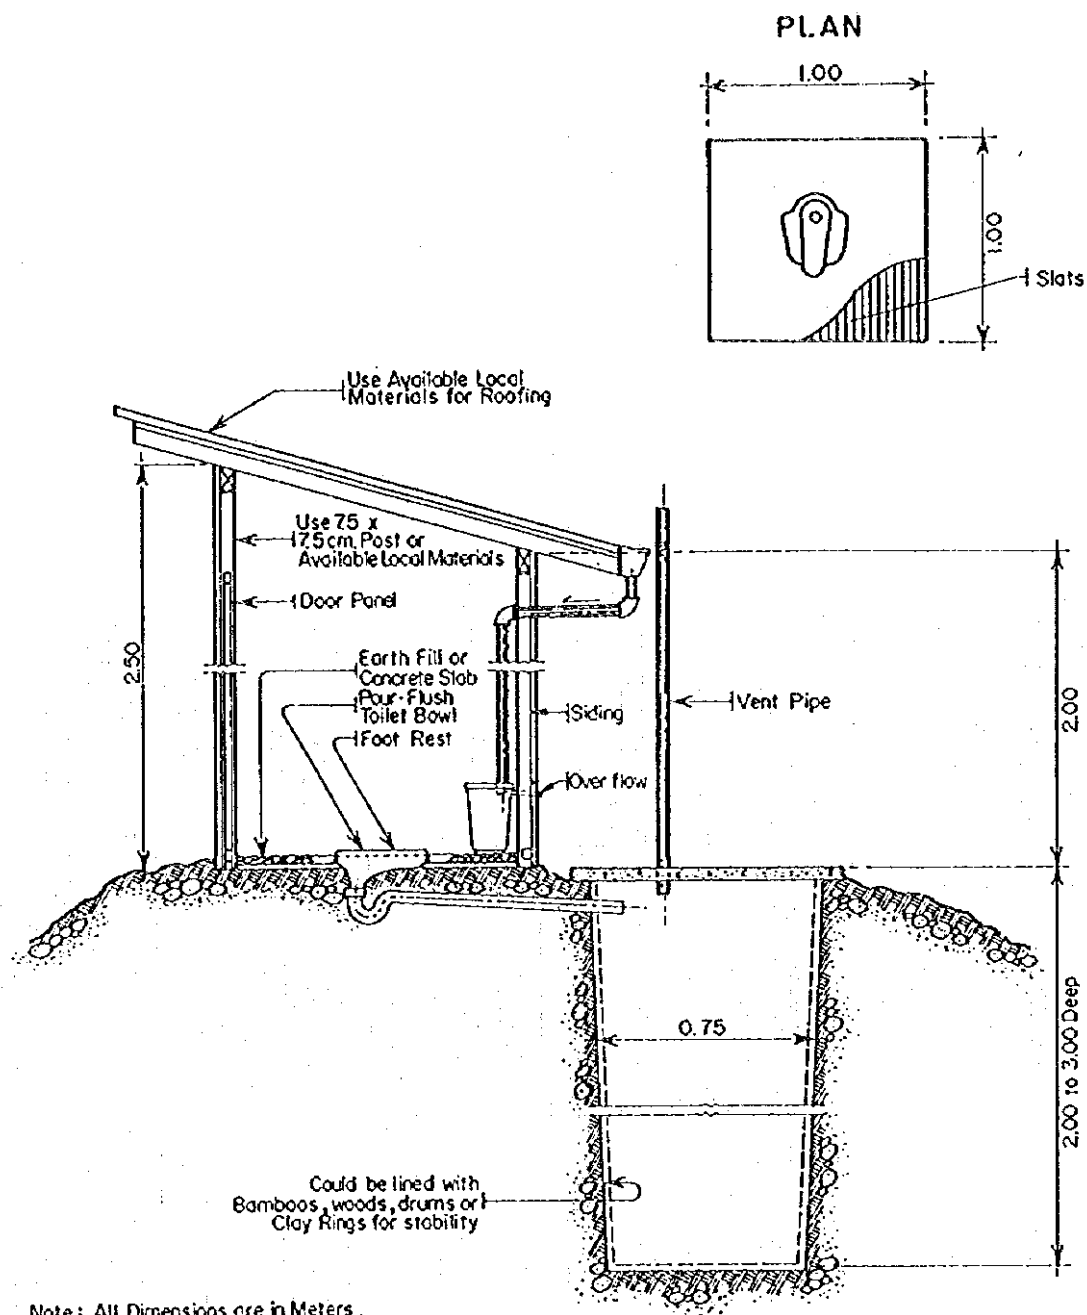 PLAN
1.00
1.00
Slats
Use Available Local
Materials for Roofing
Use 7.5 x
7.5cm. Post or
Available Local Materials
Door Panel
2.50
Earth Fill or
Concrete Slab
Pour-Flush
Toilet Bowl
Foot Rest
Siding
Vent Pipe
2.00
Over flow
0.75
2.00 to 3.00 Deep
Could be lined with
Bamboos, woods, drums or
Clay Rings for stability
Note: All Dimensions are in Meters.